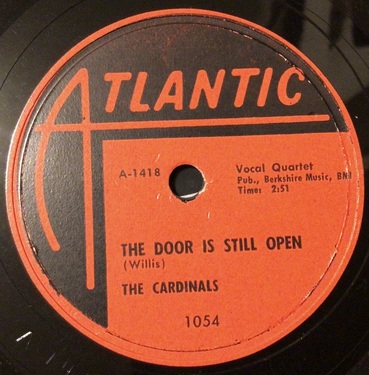 ATLANTIC
A-1418
Vocal Quartet
Pub., Berkshire Music, BMI
Time: 2:51
THE DOOR IS STILL OPEN
(Willis)
THE CARDINALS
1054